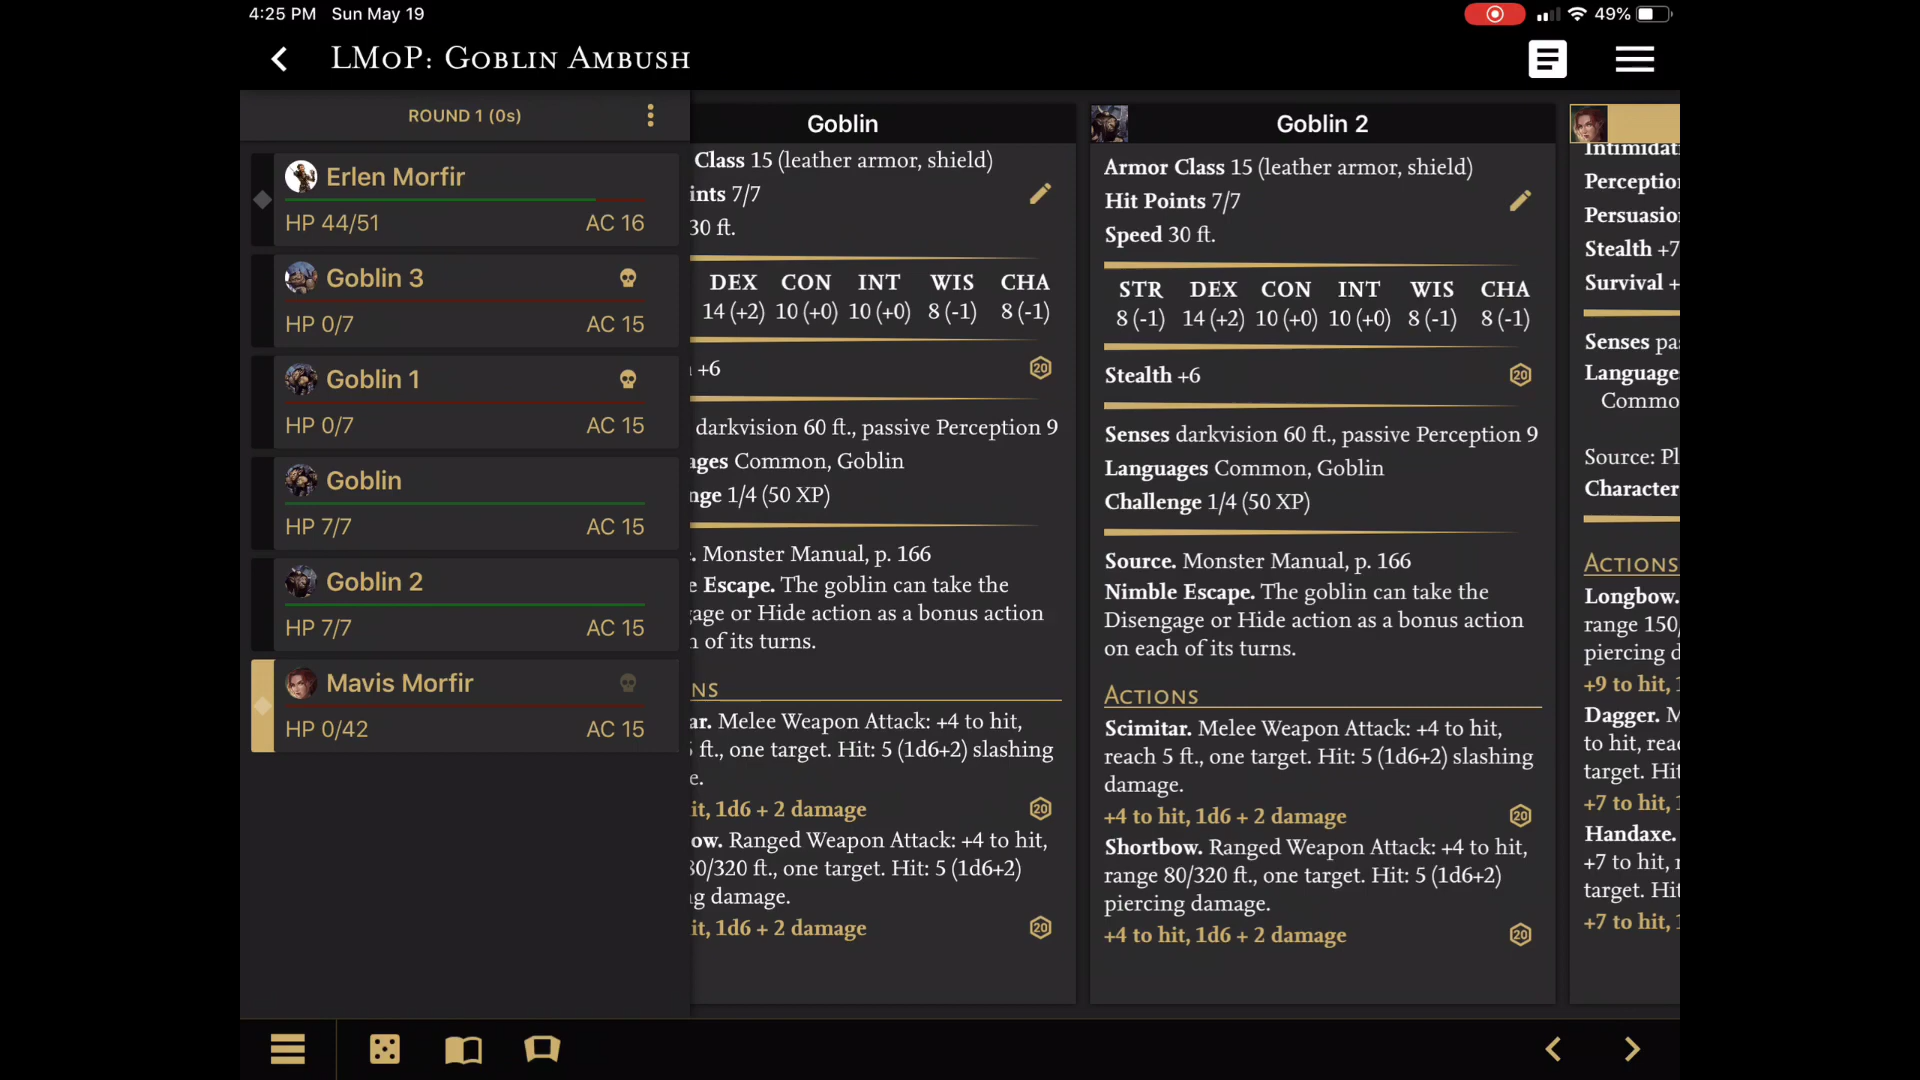 4:25 PM Sun May 19
49%
LMoP: Goblin Ambush
ROUND 1 (0s)
Erlen Morfir
HP 44/51 AC 16
Goblin 3
HP 0/7 AC 15
Goblin 1
HP 0/7 AC 15
Goblin
HP 7/7 AC 15
Goblin 2
HP 7/7 AC 15
Mavis Morfir
HP 0/42 AC 15
Goblin
Class 15 (leather armor, shield)
ints 7/7
30 ft.
DEX CON INT WIS CHA
14 (+2) 10 (+0) 10 (+0) 8 (-1) 8 (-1)
+6
20
darkvision 60 ft., passive Perception 9
ages Common, Goblin
nge 1/4 (50 XP)
. Monster Manual, p. 166
e Escape. The goblin can take the
gage or Hide action as a bonus action
h of its turns.
NS
ar. Melee Weapon Attack: +4 to hit,
5 ft., one target. Hit: 5 (1d6+2) slashing
e.
it, 1d6 + 2 damage
20
ow. Ranged Weapon Attack: +4 to hit,
80/320 ft., one target. Hit: 5 (1d6+2)
ng damage.
it, 1d6 + 2 damage
20
Goblin 2
Armor Class 15 (leather armor, shield)
Hit Points 7/7
Speed 30 ft.
STR DEX CON INT WIS CHA
8 (-1) 14 (+2) 10 (+0) 10 (+0) 8 (-1) 8 (-1)
Stealth +6
20
Senses darkvision 60 ft., passive Perception 9
Languages Common, Goblin
Challenge 1/4 (50 XP)
Source. Monster Manual, p. 166
Nimble Escape. The goblin can take the
Disengage or Hide action as a bonus action
on each of its turns.
Actions
Scimitar. Melee Weapon Attack: +4 to hit,
reach 5 ft., one target. Hit: 5 (1d6+2) slashing
damage.
+4 to hit, 1d6 + 2 damage
20
Shortbow. Ranged Weapon Attack: +4 to hit,
range 80/320 ft., one target. Hit: 5 (1d6+2)
piercing damage.
+4 to hit, 1d6 + 2 damage
20
Intimidat
Perception
Persuasion
Stealth +7
Survival +
Senses pa
Language
Commo
Source: Pl
Character
Actions
Longbow.
range 150,
piercing d
+9 to hit, 1
Dagger. M
to hit, rea
target. Hit
+7 to hit, 1
Handaxe.
+7 to hit, r
target. Hit
+7 to hit, 1